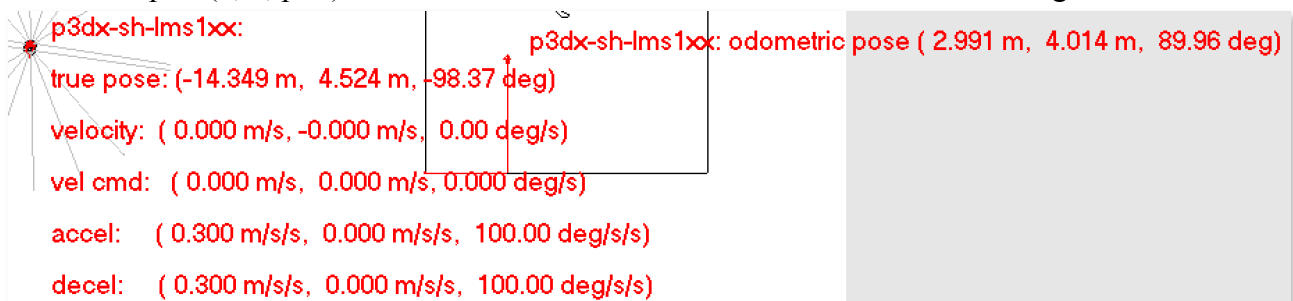 p3dx-sh-lms1xx:
p3dx-sh-lms1xx: odometric pose ( 2.991 m, 4.014 m, 89.96 deg)
true pose: (-14.349 m, 4.524 m, -98.37 deg)
velocity: ( 0.000 m/s, -0.000 m/s, 0.00 deg/s)
vel cmd: ( 0.000 m/s, 0.000 m/s, 0.000 deg/s)
accel: ( 0.300 m/s/s, 0.000 m/s/s, 100.00 deg/s/s)
decel: ( 0.300 m/s/s, 0.000 m/s/s, 100.00 deg/s/s)